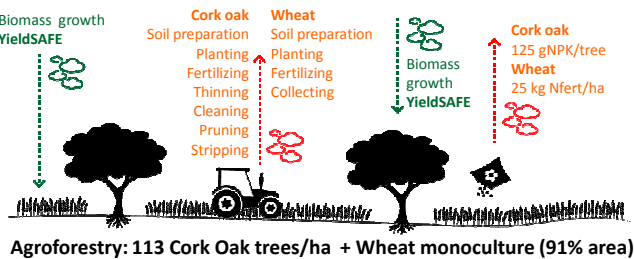 Biomass growth
YieldSAFE
Cork oak
Soil preparation
Planting
Fertilizing
Thinning
Cleaning
Pruning
Stripping
Wheat
Soil preparation
Planting
Fertilizing
Collecting
Biomass
growth
YieldSAFE
Cork oak
125 gNPK/tree
Wheat
25 kg Nfert/ha
Agroforestry: 113 Cork Oak trees/ha + Wheat monoculture (91% area)